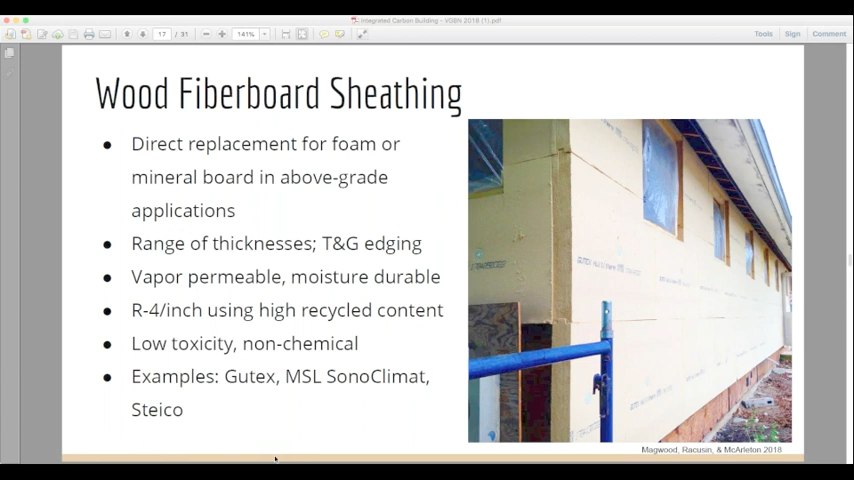 Integrated Carbon Building - VGBN 2018 (1).pdf
17 / 31
141%
Tools Sign Comment
Wood Fiberboard Sheathing
Direct replacement for foam or
mineral board in above-grade
applications
Range of thicknesses; T&G edging
Vapor permeable, moisture durable
R-4/inch using high recycled content
Low toxicity, non-chemical
Examples: Gutex, MSL SonoClimat,
Steico
GUTEX
Magwood, Racusin, & McArleton 2018